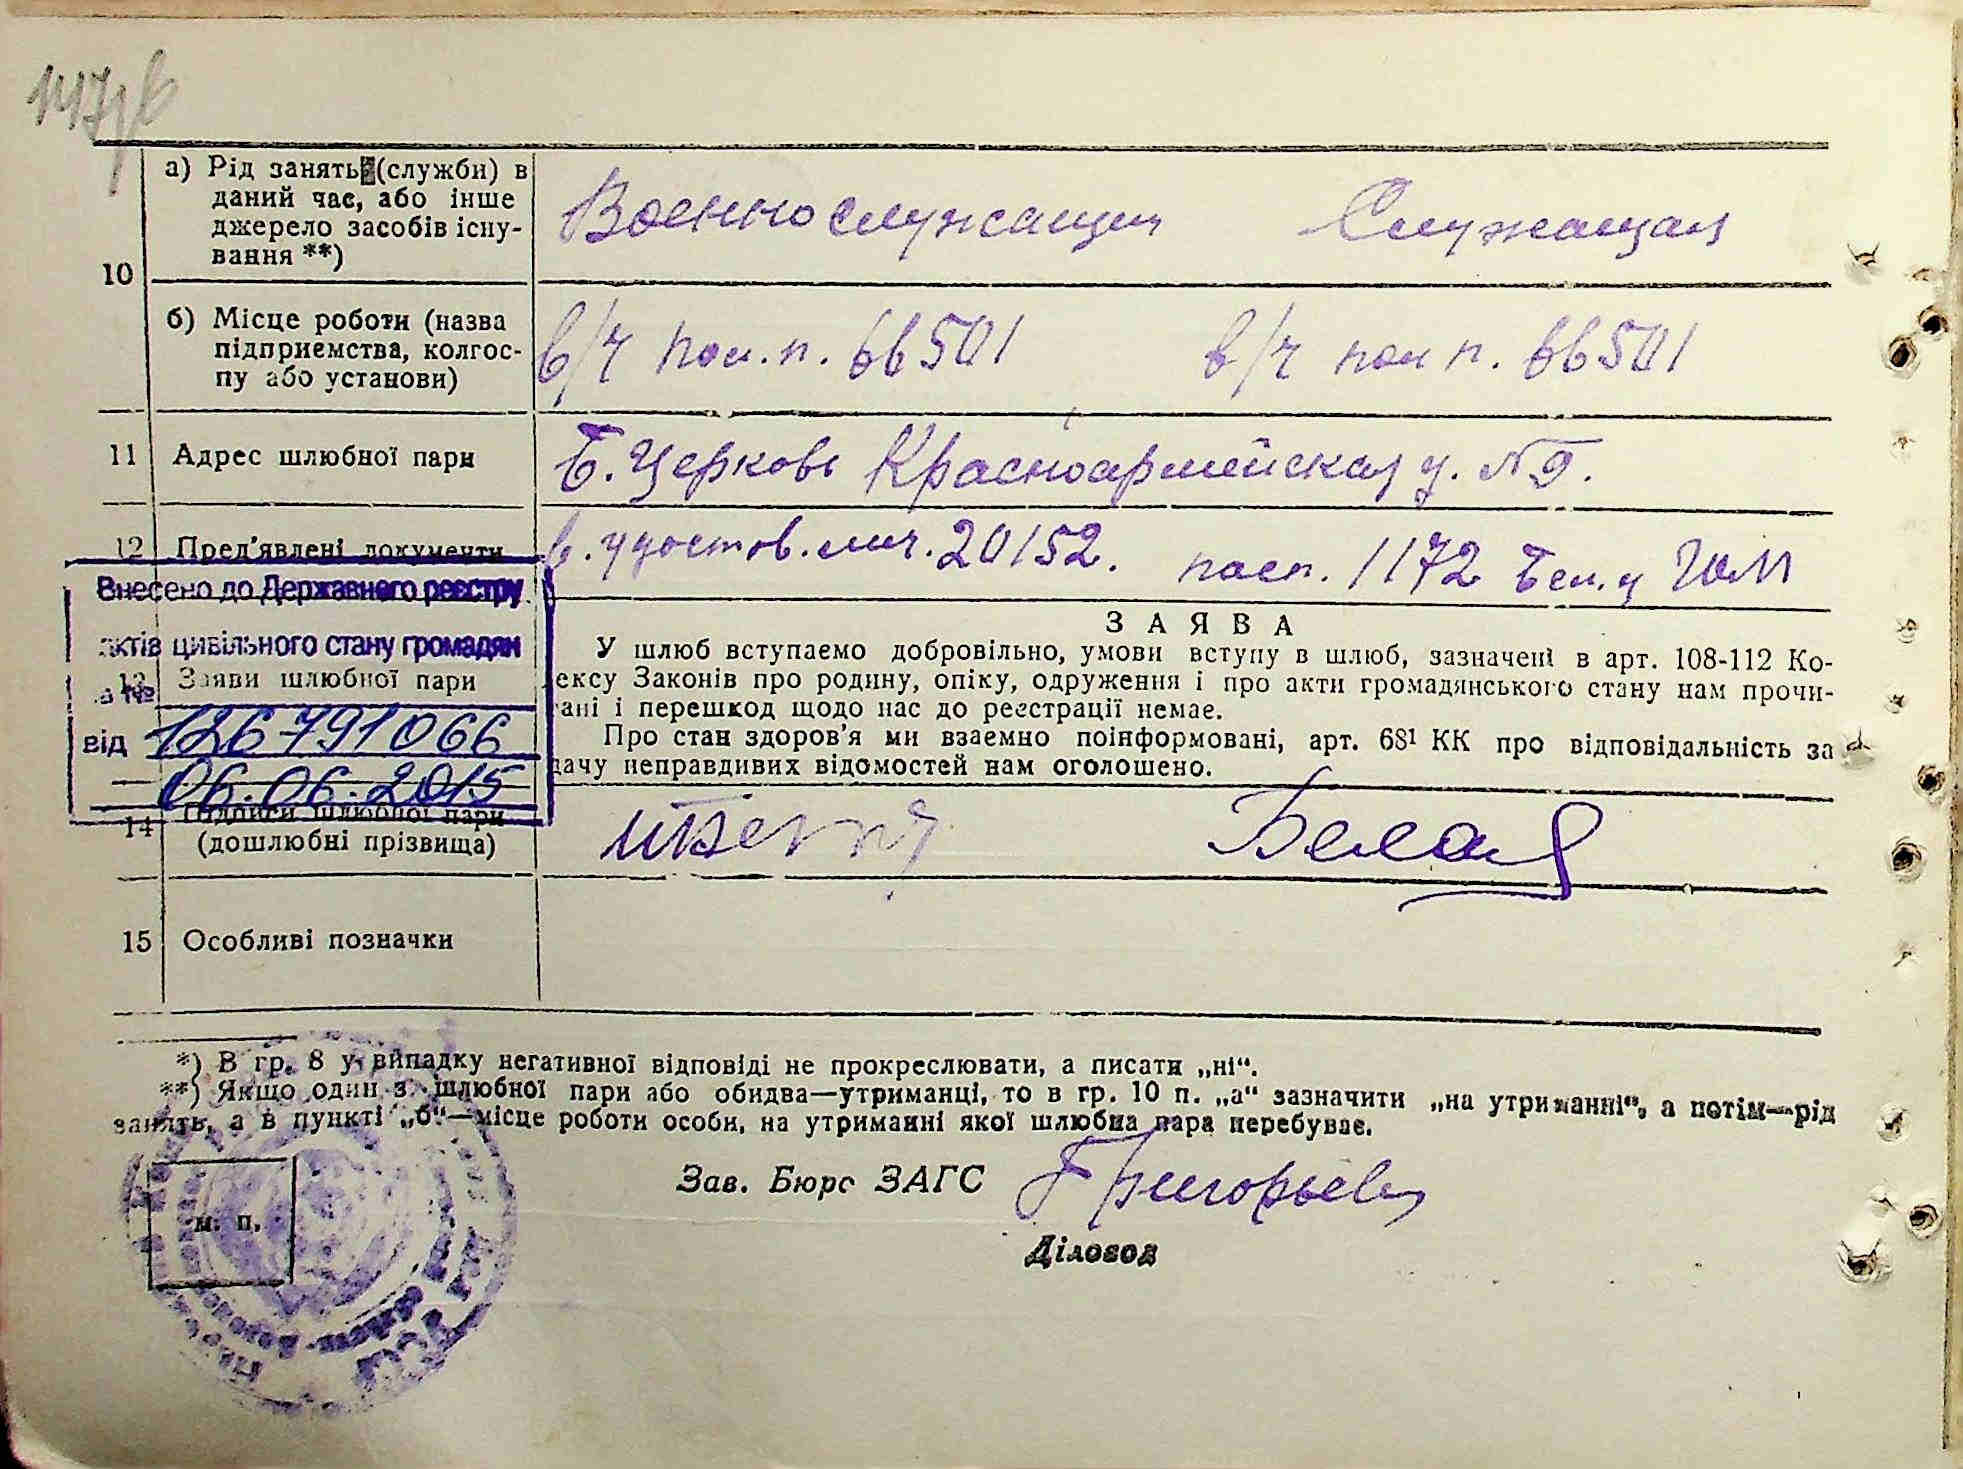 а) Рід занять (служби) в
даний час, або інше
джерело засобів існу-
вання **)
Военнослужащий Служащая
10
б) Місце роботи (назва
підприємства, колгос-
пу або установи)
в/ч пол. п. 66501 в/ч пол п. 66501
11 Адрес шлюбної пари
Б. Церковь Красноармейская у. №
12 Пред'явлені документи
в. удостов. лич. 20152. пасп. 1172 Бел. ц ГОМ
Внесено до Державного реєстру
актів цивільного стану громадян
за №
126791066
від
06.06.2015
13 Заяви шлюбної пари
ЗАЯВА
У шлюб вступаємо добровільно, умови вступу в шлюб, зазначені в арт. 108-112 Ко-
дексу Законів про родину, опіку, одруження і про акти громадянського стану нам прочи-
тані і перешкод щодо нас до реєстрації немає.
Про стан здоров'я ми взаємно поінформовані, арт. 68¹ КК про відповідальність за
дачу неправдивих відомостей нам оголошено.
14 Підписи шлюбної пари
(дошлюбні прізвища)
Белая
15 Особливі позначки
*) В гр. 8 у випадку негативної відповіді не прокреслювати, а писати „ні“.
**) Якщо один з шлюбної пари або обидва—утриманці, то в гр. 10 п. „а“ зазначити „на утриманні“, а потім—рід
занять, а в пункті „б“—місце роботи особи, на утриманні якої шлюбна пара перебуває.
Зав. Бюро ЗАГС Григорьева
м. п.
Діловод